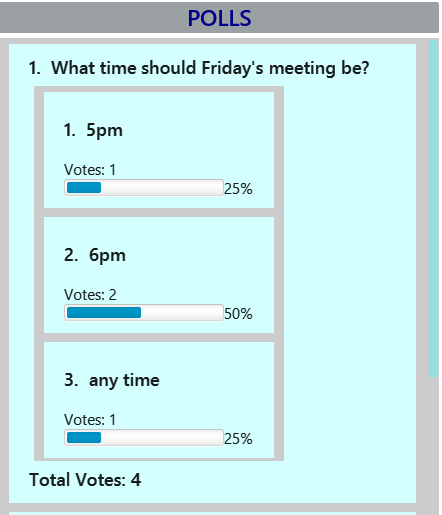 POLLS
1. What time should Friday's meeting be?
1. 5pm
Votes: 1
25%
2. 6pm
Votes: 2
50%
3. any time
Votes: 1
25%
Total Votes: 4